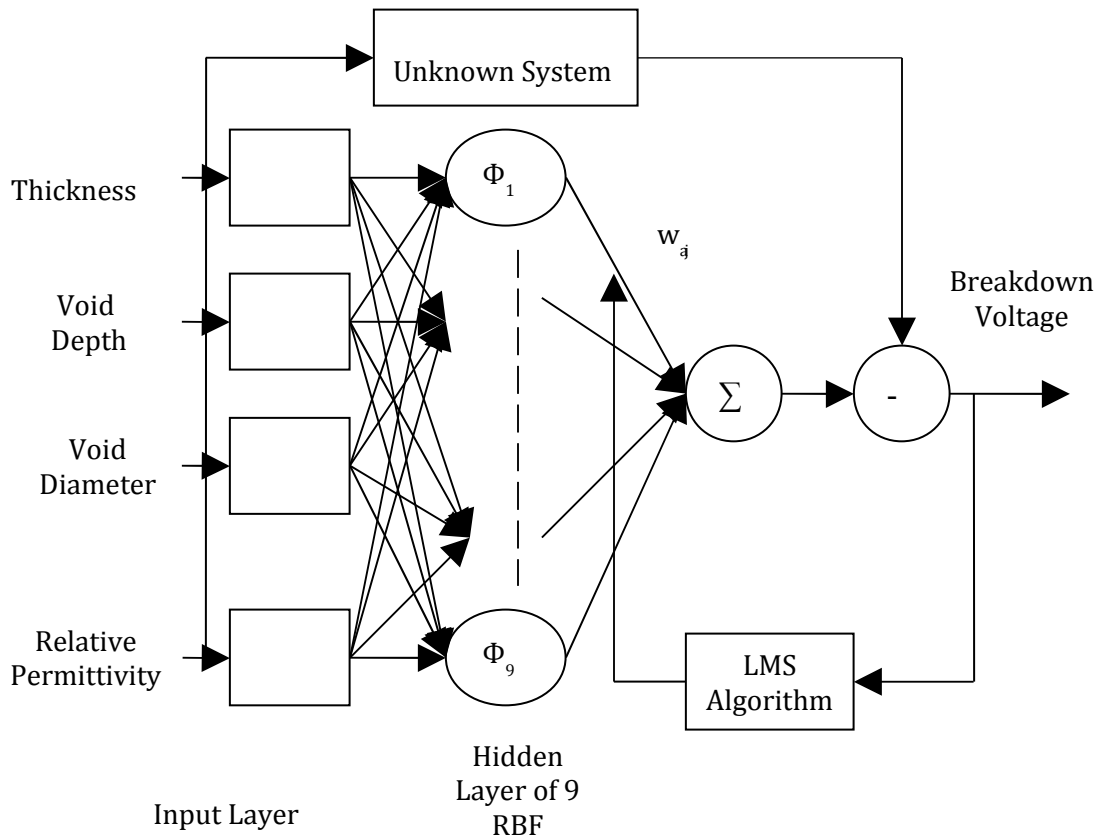 Unknown System
Thickness
Φ1
waj
Void
Depth
Breakdown
Voltage
Σ
-
Void
Diameter
Relative
Permittivity
Φ9
LMS
Algorithm
Hidden
Layer of 9
RBF
Input Layer